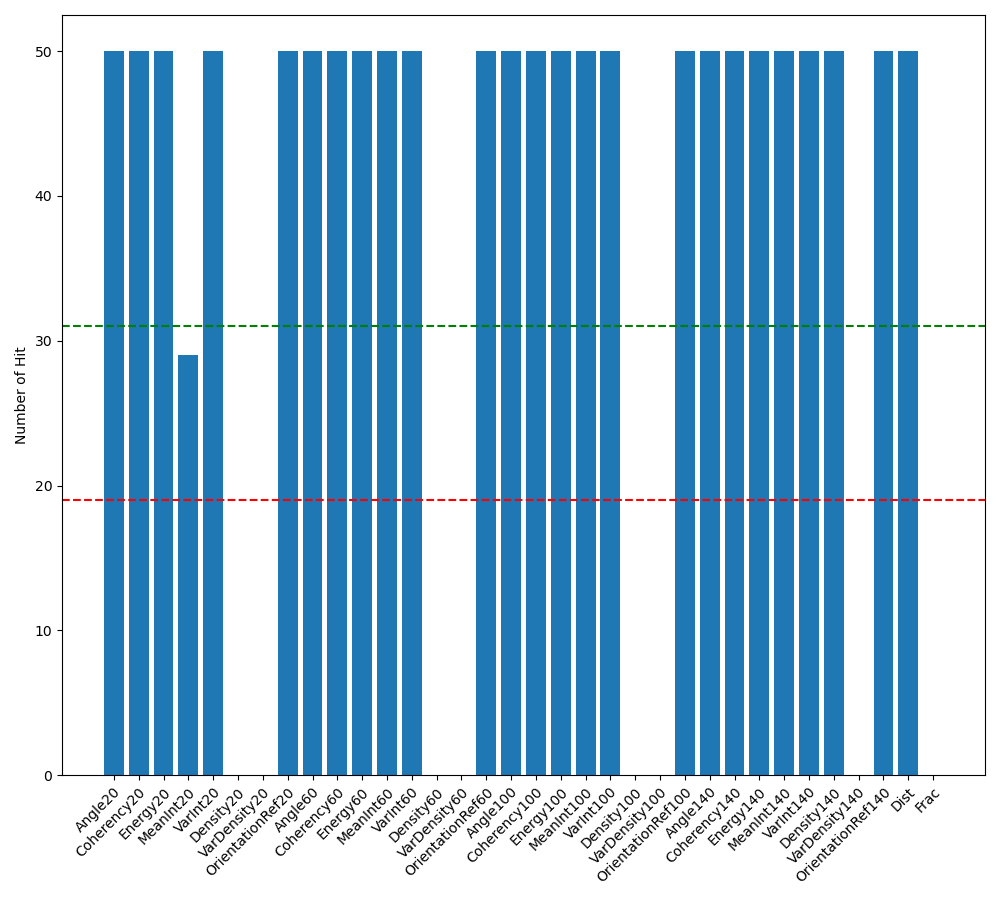 Number of Hit
50
40
30
20
10
0
Angle20
Coherency20
Energy20
MeanInt20
VarInt20
Density20
VarDensity20
OrientationRef20
Angle60
Coherency60
Energy60
MeanInt60
VarInt60
Density60
VarDensity60
OrientationRef60
Angle100
Coherency100
Energy100
MeanInt100
VarInt100
Density100
VarDensity100
OrientationRef100
Angle140
Coherency140
Energy140
MeanInt140
VarInt140
Density140
VarDensity140
OrientationRef140
Dist
Frac